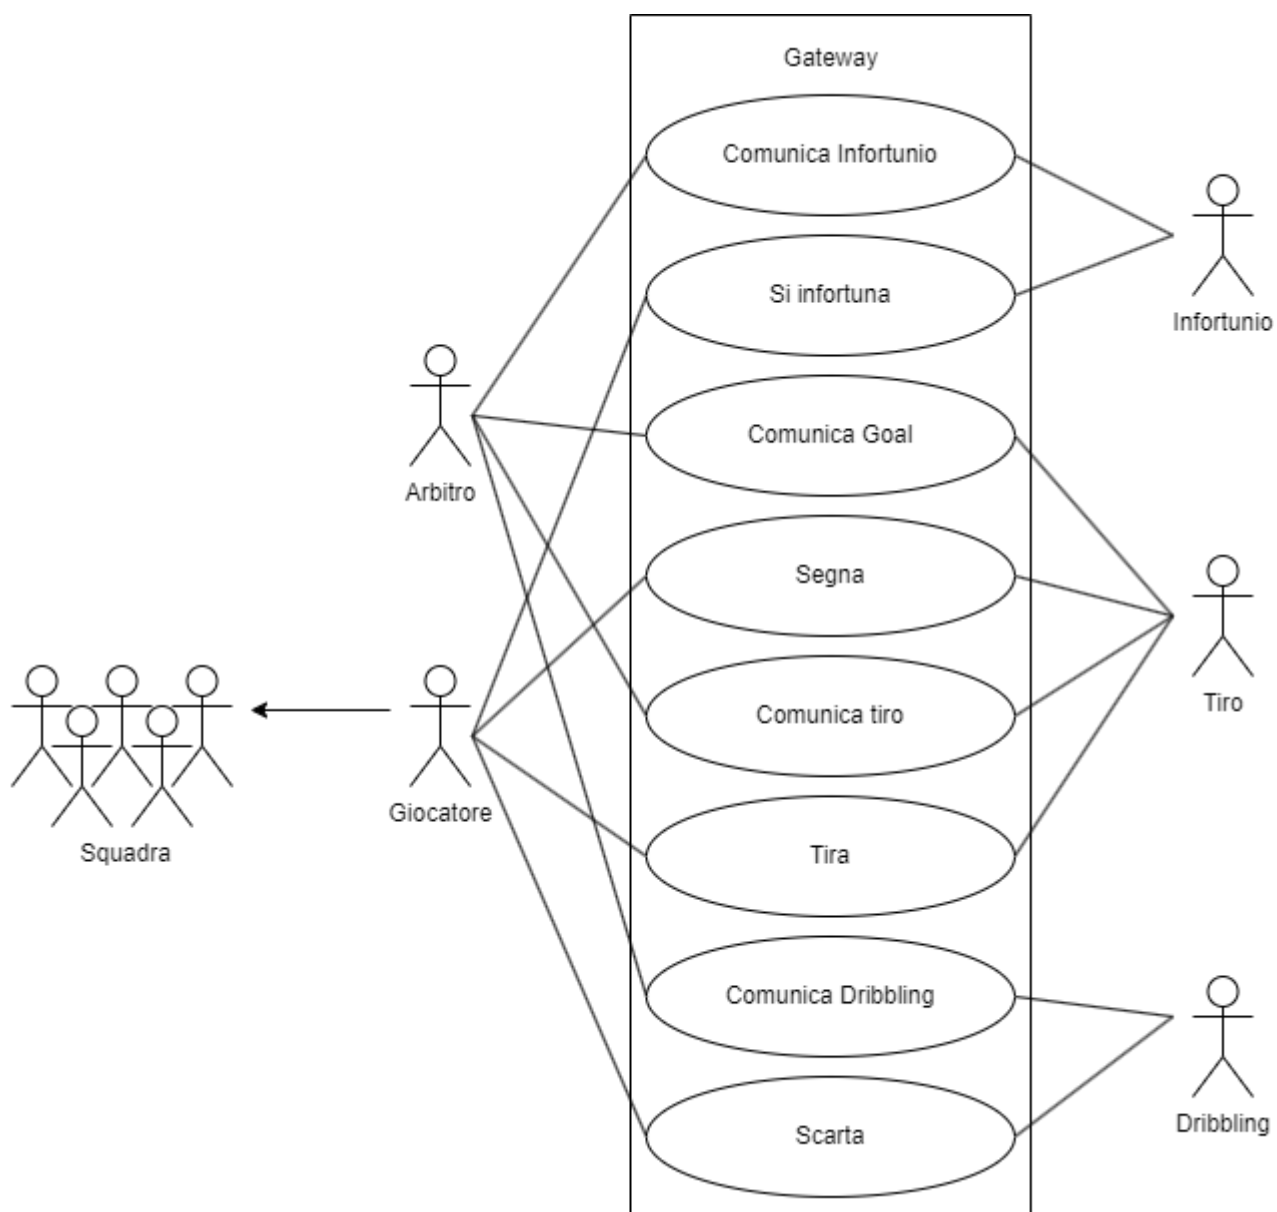 Gateway
Comunica Infortunio
Si infortuna
Infortunio
Comunica Goal
Arbitro
Segna
Tiro
Comunica tiro
Giocatore
Squadra
Tira
Comunica Dribbling
Dribbling
Scarta